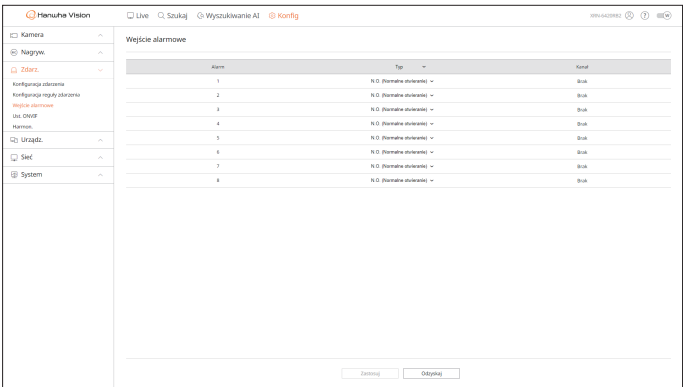 Hanwha Vision
Live Szukaj Wyszukiwanie AI Konfig
XRN-6420RB2
Kamera
Nagryw.
Zdarz.
Konfiguracja zdarzenia
Konfiguracja reguły zdarzenia
Wejście alarmowe
Ust. ONVIF
Harmon.
Urządz.
Sieć
System
Wejście alarmowe
Alarm Typ Kanał
1 N.O. (Normalne otwieranie) Brak
2 N.O. (Normalne otwieranie) Brak
3 N.O. (Normalne otwieranie) Brak
4 N.O. (Normalne otwieranie) Brak
5 N.O. (Normalne otwieranie) Brak
6 N.O. (Normalne otwieranie) Brak
7 N.O. (Normalne otwieranie) Brak
8 N.O. (Normalne otwieranie) Brak
Zastosuj Odzyskaj